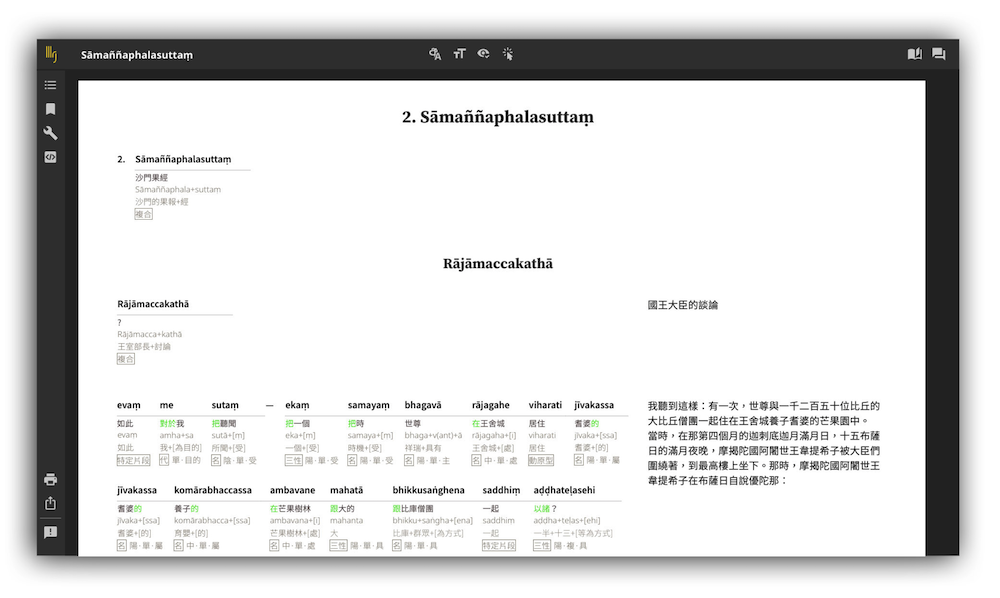 Sāmaññaphalasuttaṃ
2. Sāmaññaphalasuttaṃ
2. Sāmaññaphalasuttaṃ
沙門果經
Sāmaññaphala+suttaṃ
沙門的果報+經
複合
Rājāmaccakathā
Rājāmaccakathā
?
Rājāmacca+kathā
王室部長+討論
複合
國王大臣的談論
evaṃ me sutaṃ — ekaṃ samayaṃ bhagavā rājagahe viharati jīvakassa
如此 對於我 把聽聞 把一個 把時 世尊 在王舍城 居住 耆婆的
evaṃ amha+sa sutā+[ṃ] eka+[ṃ] samaya+[ṃ] bhaga+v(ant)+ā rājagaha+[i] viharati jīvaka+[ssa]
如此 我+[為目的] 所聞+[受] 一個+[受] 時機+[受] 祥瑞+具有 王舍城+[處] 居住 耆婆+[的]
特定片段 代 單·目的 名 陰·單·受 三性 陽·單·受 名 陽·單·受 名 陽·單·主 名 中·單·處 動原型 名 陽·單·屬
我聽到這樣：有一次，世尊與一千二百五十位比丘的
大比丘僧團一起住在王舍城養子耆婆的芒果園中。
當時，在那第四個月的迦刺底迦月滿月日，十五布薩
日的滿月夜晚，摩揭陀國阿闍世王韋提希子被大臣們
圍繞著，到最高樓上坐下。那時，摩揭陀國阿闍世王
韋提希子在布薩日自說優陀那：
jīvakassa komārabhaccassa ambavane mahatā bhikkhusaṅghena saddhiṃ aḍḍhateḷasehi
耆婆的 養子的 在芒果樹林 跟大的 跟比庫僧團 一起 以諸？
jīvaka+[ssa] komārabhacca+[ssa] ambavana+[i] mahanta bhikkhu+saṅgha+[ena] saddhiṃ aḍḍha+teḷas+[ehi]
耆婆+[的] 育嬰+[的] 芒果樹林+[處] 大 比庫+群眾+[為方式] 一起 一半+十三+[等為方式]
名 陽·單·屬 名 陽·單·屬 名 中·單·處 三性 陽·單·具 名 陽·單·具 特定片段 三性 陽·複·具